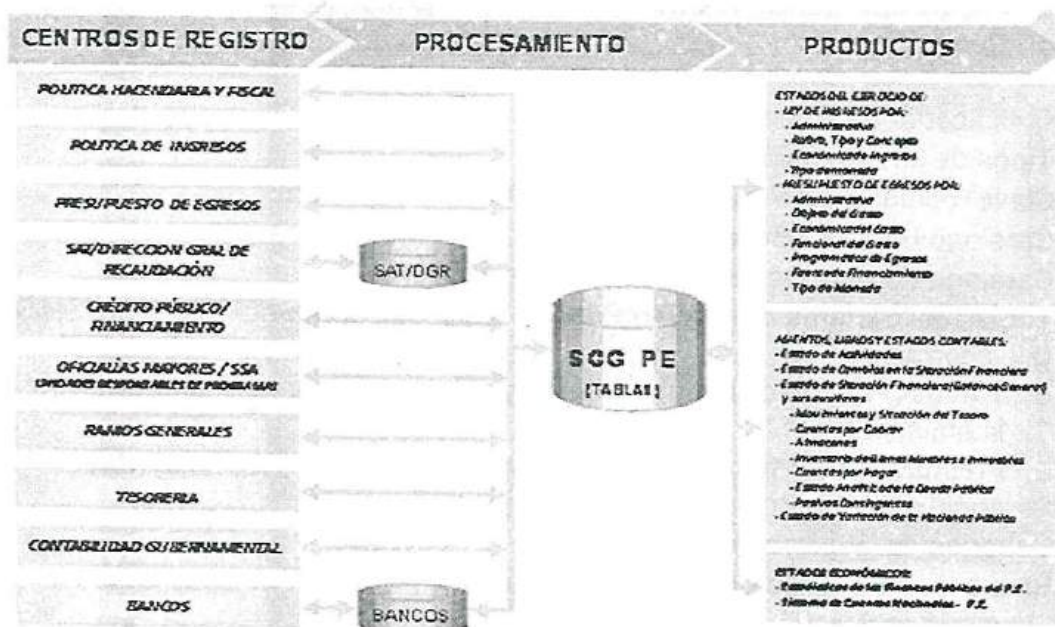 CENTROS DE REGISTRO
PROCESAMIENTO
PRODUCTOS
POLITICA HACENDARIA Y FISCAL
POLITICA DE INGRESOS
PRESUPUESTO DE EGRESOS
SAT/DIRECCION GRAL DE
RECAUDACIÓN
CRÉDITO PÚBLICO/
FINANCIAMIENTO
OFICIALÍAS MAYORES / SSA
UNIDADES RESPONSABLES DE PROGRAMAS
RAMOS GENERALES
TESORERIA
CONTABILIDAD GUBERNAMENTAL
BANCOS
SAT/DGR
BANCOS
SCG PE
[TABLAS]
ESTADOS DEL EJERCICIO DE:
- LEY DE INGRESOS POR:
- Administrativa
- Rubro, Tipo y Concepto
- Económica de Ingresos
- Tipo de moneda
- PRESUPUESTO DE EGRESOS POR:
- Administrativa
- Objeto del Gasto
- Económica del Gasto
- Funcional del Gasto
- Programática de Egresos
- Fuente de Financiamiento
- Tipo de Moneda
ASIENTOS, LIBROS Y ESTADOS CONTABLES:
- Estado de Actividades
- Estado de Cambios en la Situación Financiera
- Estado de Situación Financiera (Balance General)
y sus auxiliares
- Movimientos y Situación del Tesoro
- Cuentas por Cobrar
- Almacenes
- Inventario de Bienes Muebles e Inmuebles
- Cuentas por Pagar
- Estado Analítico de la Deuda Pública
- Pasivos Contingentes
- Estado de Variación de la Hacienda Pública
ESTADOS ECONÓMICOS:
- Estadísticas de las Finanzas Públicas del P.E.
- Sistema de Cuentas Nacionales - P.E.